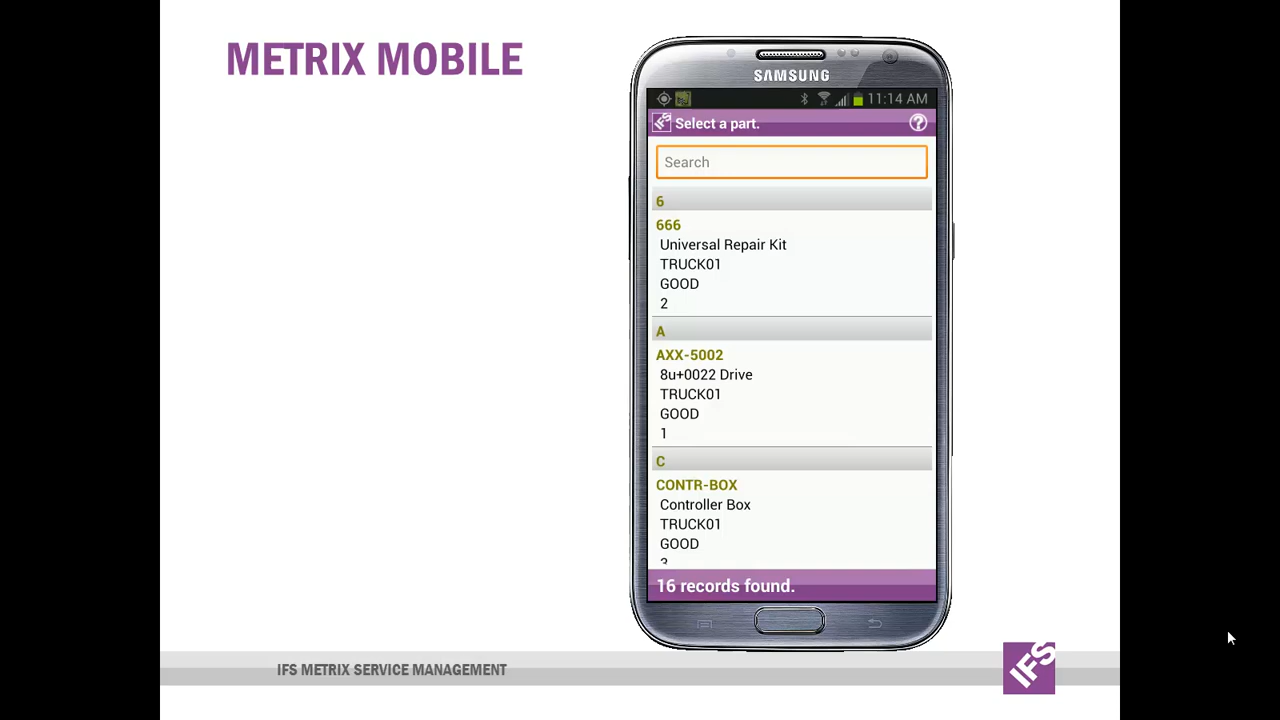 METRIX MOBILE
SAMSUNG
11:14 AM
IFS Select a part. ?
Search
6
666
Universal Repair Kit
TRUCK01
GOOD
2
A
AXX-5002
8u+0022 Drive
TRUCK01
GOOD
1
C
CONTR-BOX
Controller Box
TRUCK01
GOOD
3
16 records found.
IFS METRIX SERVICE MANAGEMENT
IFS